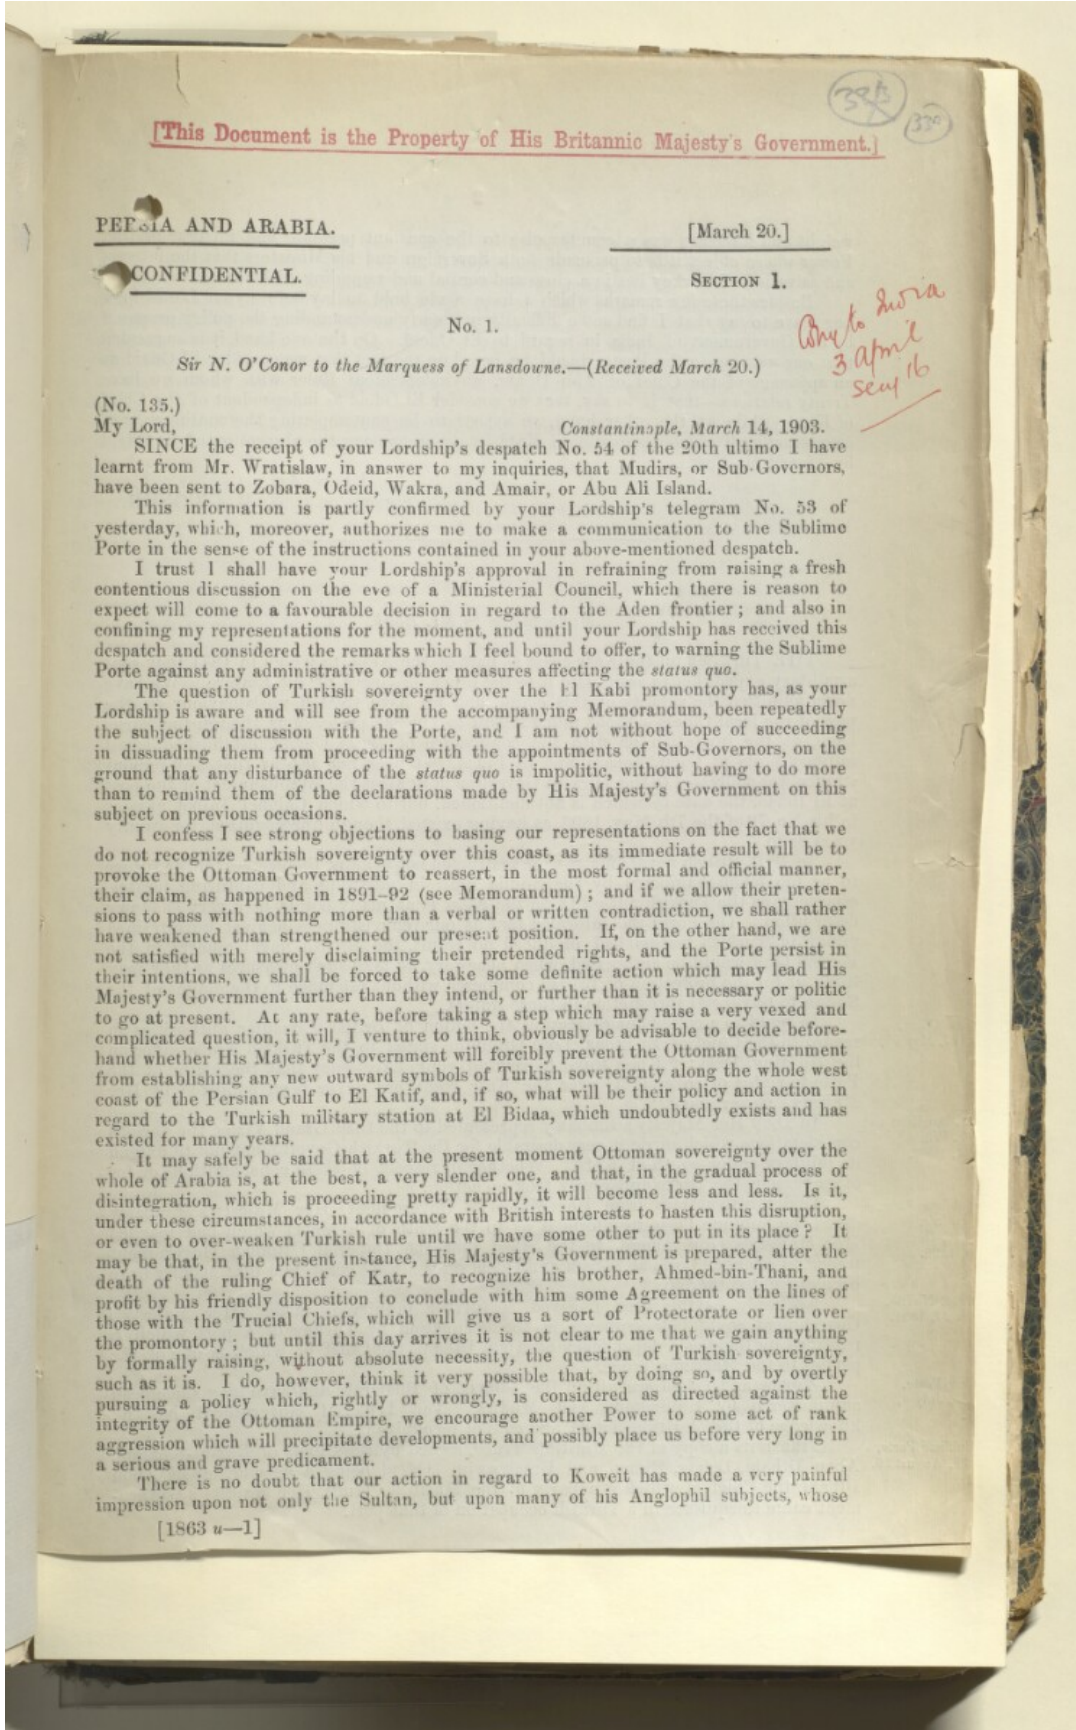 [This Document is the Property of His Britannic Majesty's Government.]
PERSIA AND ARABIA.
[March 20.]
CONFIDENTIAL.
SECTION 1.
No. 1.
Copy to India
3 April
Sir N. O'Conor to the Marquess of Lansdowne.—(Received March 20.)
(No. 135.)
My Lord,
Constantinople, March 14, 1903.
SINCE the receipt of your Lordship's despatch No. 54 of the 20th ultimo I have
learnt from Mr. Wratislaw, in answer to my inquiries, that Mudirs, or Sub-Governors,
have been sent to Zobara, Odeid, Wakra, and Amair, or Abu Ali Island.
This information is partly confirmed by your Lordship's telegram No. 53 of
yesterday, which, moreover, authorizes me to make a communication to the Sublime
Porte in the sense of the instructions contained in your above-mentioned despatch.
I trust I shall have your Lordship's approval in refraining from raising a fresh
contentious discussion on the eve of a Ministerial Council, which there is reason to
expect will come to a favourable decision in regard to the Aden frontier; and also in
confining my representations for the moment, and until your Lordship has received this
despatch and considered the remarks which I feel bound to offer, to warning the Sublime
Porte against any administrative or other measures affecting the status quo.
The question of Turkish sovereignty over the El Kabi promontory has, as your
Lordship is aware and will see from the accompanying Memorandum, been repeatedly
the subject of discussion with the Porte, and I am not without hope of succeeding
in dissuading them from proceeding with the appointments of Sub-Governors, on the
ground that any disturbance of the status quo is impolitic, without having to do more
than to remind them of the declarations made by His Majesty's Government on this
subject on previous occasions.
I confess I see strong objections to basing our representations on the fact that we
do not recognize Turkish sovereignty over this coast, as its immediate result will be to
provoke the Ottoman Government to reassert, in the most formal and official manner,
their claim, as happened in 1891-92 (see Memorandum); and if we allow their preten-
sions to pass with nothing more than a verbal or written contradiction, we shall rather
have weakened than strengthened our present position. If, on the other hand, we are
not satisfied with merely disclaiming their pretended rights, and the Porte persist in
their intentions, we shall be forced to take some definite action which may lead His
Majesty's Government further than they intend, or further than it is necessary or politic
to go at present. At any rate, before taking a step which may raise a very vexed and
complicated question, it will, I venture to think, obviously be advisable to decide before-
hand whether His Majesty's Government will forcibly prevent the Ottoman Government
from establishing any new outward symbols of Turkish sovereignty along the whole west
coast of the Persian Gulf to El Katif, and, if so, what will be their policy and action in
regard to the Turkish military station at El Bidaa, which undoubtedly exists and has
existed for many years.
It may safely be said that at the present moment Ottoman sovereignty over the
whole of Arabia is, at the best, a very slender one, and that, in the gradual process of
disintegration, which is proceeding pretty rapidly, it will become less and less. Is it,
under these circumstances, in accordance with British interests to hasten this disruption,
or even to over-weaken Turkish rule until we have some other to put in its place? It
may be that, in the present instance, His Majesty's Government is prepared, after the
death of the ruling Chief of Katr, to recognize his brother, Ahmed-bin-Thani, and
profit by his friendly disposition to conclude with him some Agreement on the lines of
those with the Trucial Chiefs, which will give us a sort of Protectorate or lien over
the promontory; but until this day arrives it is not clear to me that we gain anything
by formally raising, without absolute necessity, the question of Turkish sovereignty,
such as it is. I do, however, think it very possible that, by doing so, and by overtly
pursuing a policy which, rightly or wrongly, is considered as directed against the
integrity of the Ottoman Empire, we encourage another Power to some act of rank
aggression which will precipitate developments, and possibly place us before very long in
a serious and grave predicament.
There is no doubt that our action in regard to Koweit has made a very painful
impression upon not only the Sultan, but upon many of his Anglophil subjects, whose
[1863 u—1]